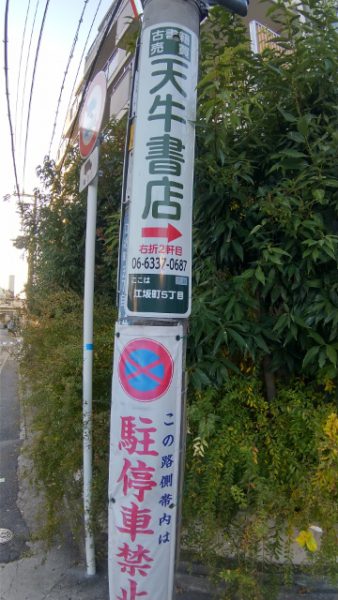 古書
売買
天牛書店
右折2軒目
06-6337-0687
ここは
江坂町5丁目
この路側帯内は
駐停車禁止